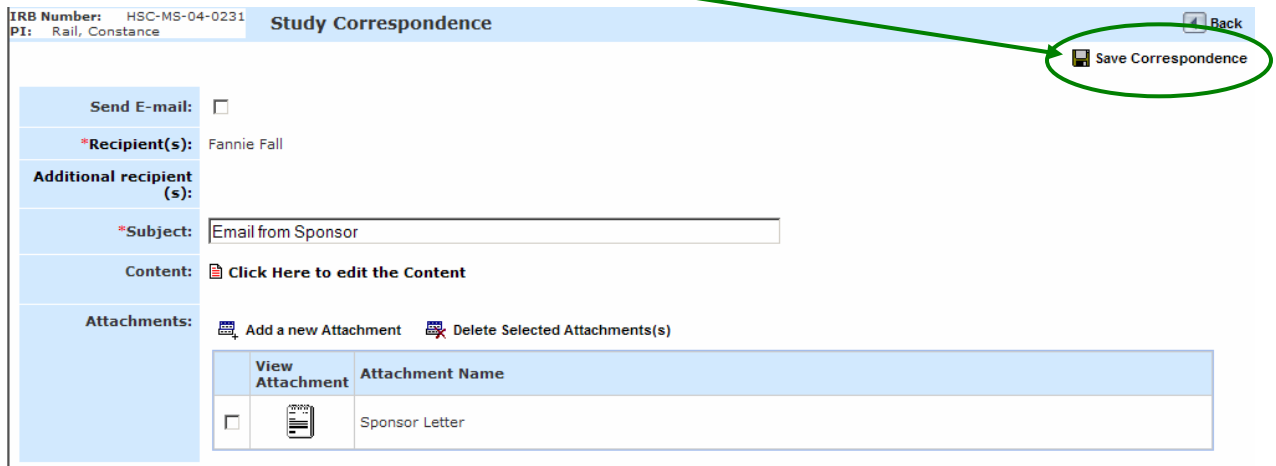 IRB Number: HSC-MS-04-0231
PI: Rail, Constance
Study Correspondence
Back
Save Correspondence
Send E-mail:
*Recipient(s): Fannie Fall
Additional recipient
(s):
*Subject: Email from Sponsor
Content: Click Here to edit the Content
Attachments: Add a new Attachment Delete Selected Attachments(s)
View
Attachment Attachment Name
Sponsor Letter